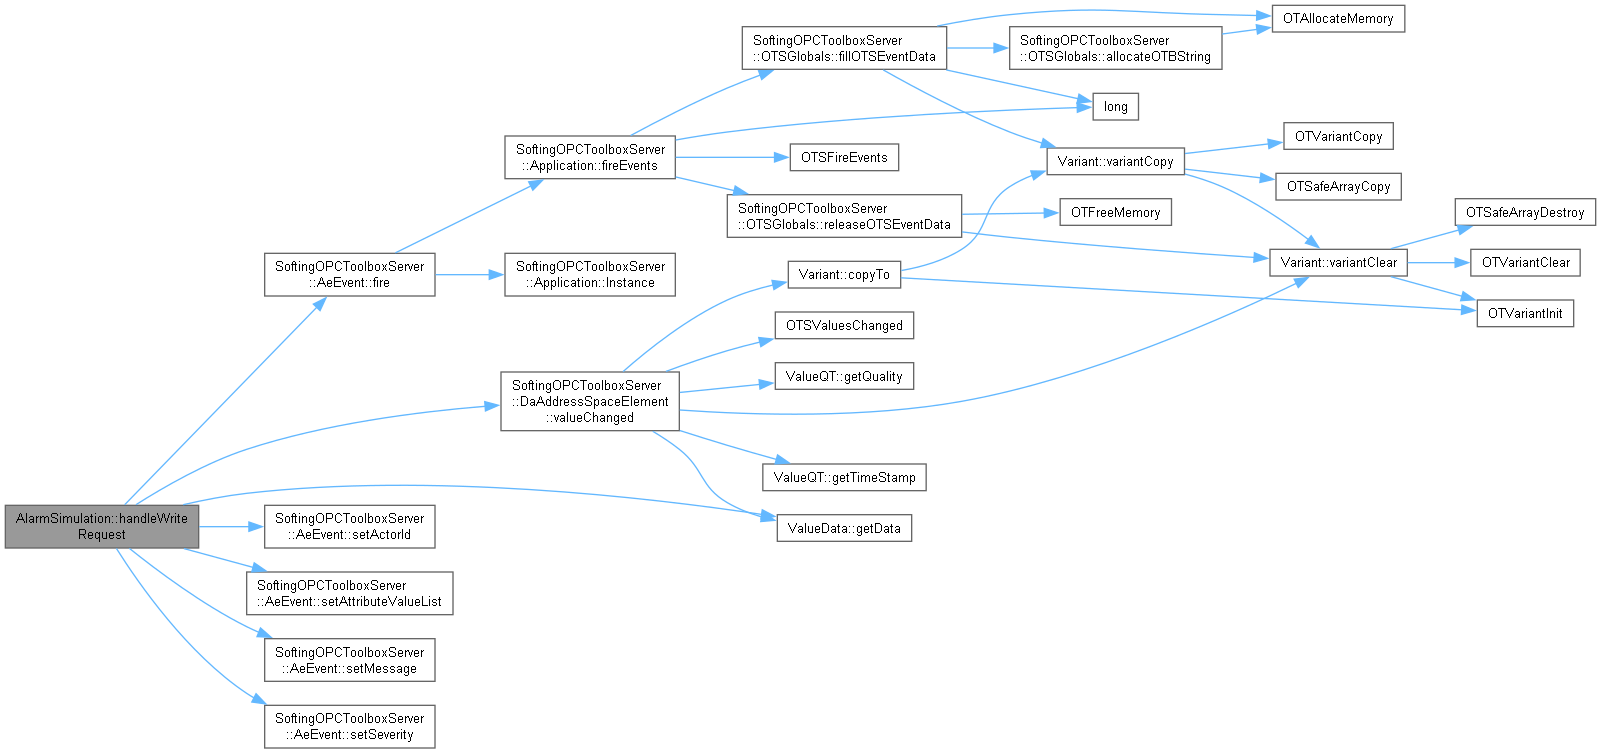 AlarmSimulation::handleWrite
Request
SoftingOPCToolboxServer
::AeEvent::fire
SoftingOPCToolboxServer
::Application::fireEvents
SoftingOPCToolboxServer
::OTSGlobals::fillOTSEventData
OTAllocateMemory
SoftingOPCToolboxServer
::OTSGlobals::allocateOTBString
long
Variant::variantCopy
OTVariantCopy
OTSafeArrayCopy
Variant::variantClear
OTSafeArrayDestroy
OTVariantClear
OTVariantInit
OTSFireEvents
SoftingOPCToolboxServer
::OTSGlobals::releaseOTSEventData
OTFreeMemory
SoftingOPCToolboxServer
::Application::Instance
SoftingOPCToolboxServer
::DaAddressSpaceElement
::valueChanged
Variant::copyTo
OTSValuesChanged
ValueQT::getQuality
ValueQT::getTimeStamp
ValueData::getData
SoftingOPCToolboxServer
::AeEvent::setActorId
SoftingOPCToolboxServer
::AeEvent::setAttributeValueList
SoftingOPCToolboxServer
::AeEvent::setMessage
SoftingOPCToolboxServer
::AeEvent::setSeverity